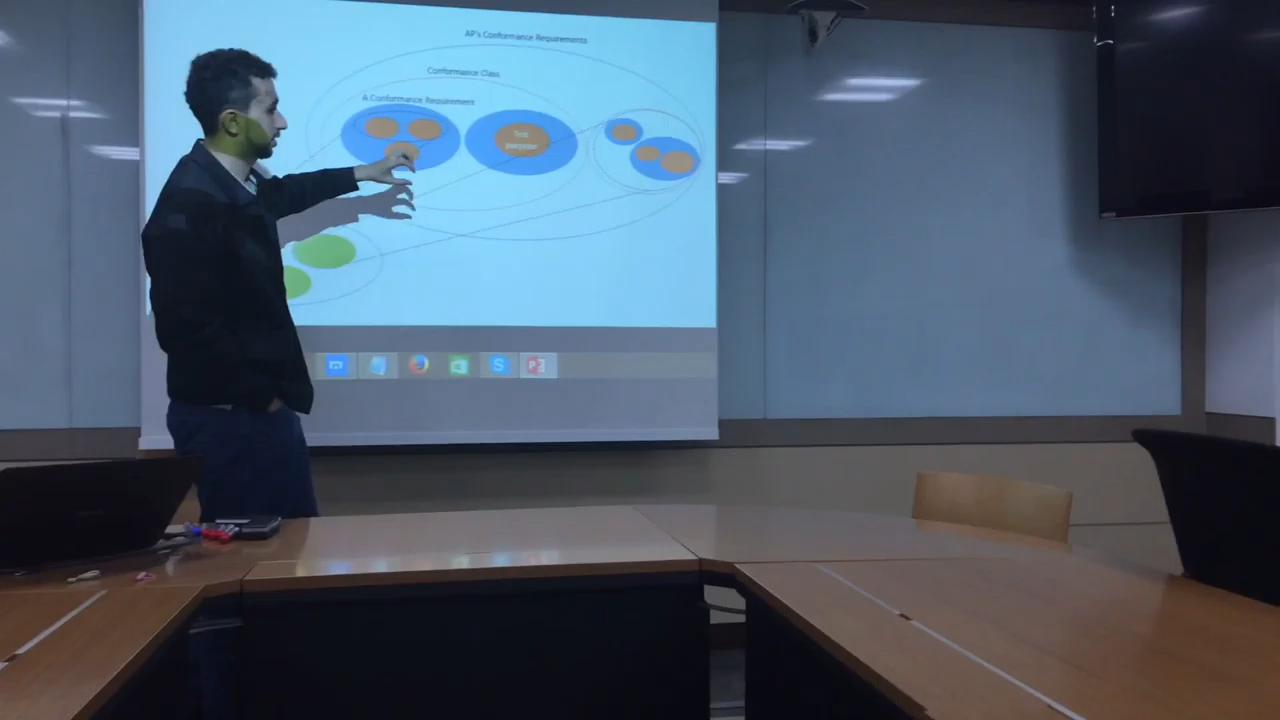 AP's Conformance Requirements
Conformance Class
A Conformance Requirement
Test
purpose